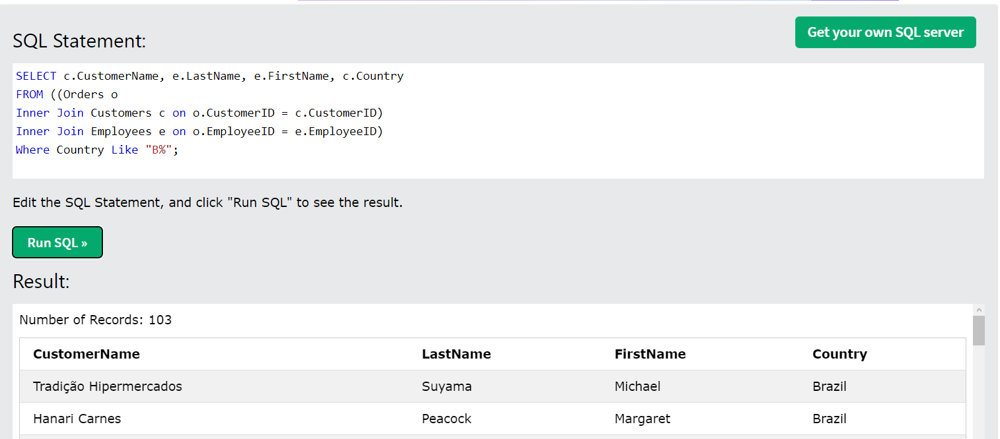 SQL Statement:
Get your own SQL server
SELECT c.CustomerName, e.LastName, e.FirstName, c.Country
FROM ((Orders o
Inner Join Customers c on o.CustomerID = c.CustomerID)
Inner Join Employees e on o.EmployeeID = e.EmployeeID)
Where Country Like "B%";
Edit the SQL Statement, and click "Run SQL" to see the result.
Run SQL »
Result:
Number of Records: 103
CustomerName LastName FirstName Country
Tradição Hipermercados Suyama Michael Brazil
Hanari Carnes Peacock Margaret Brazil